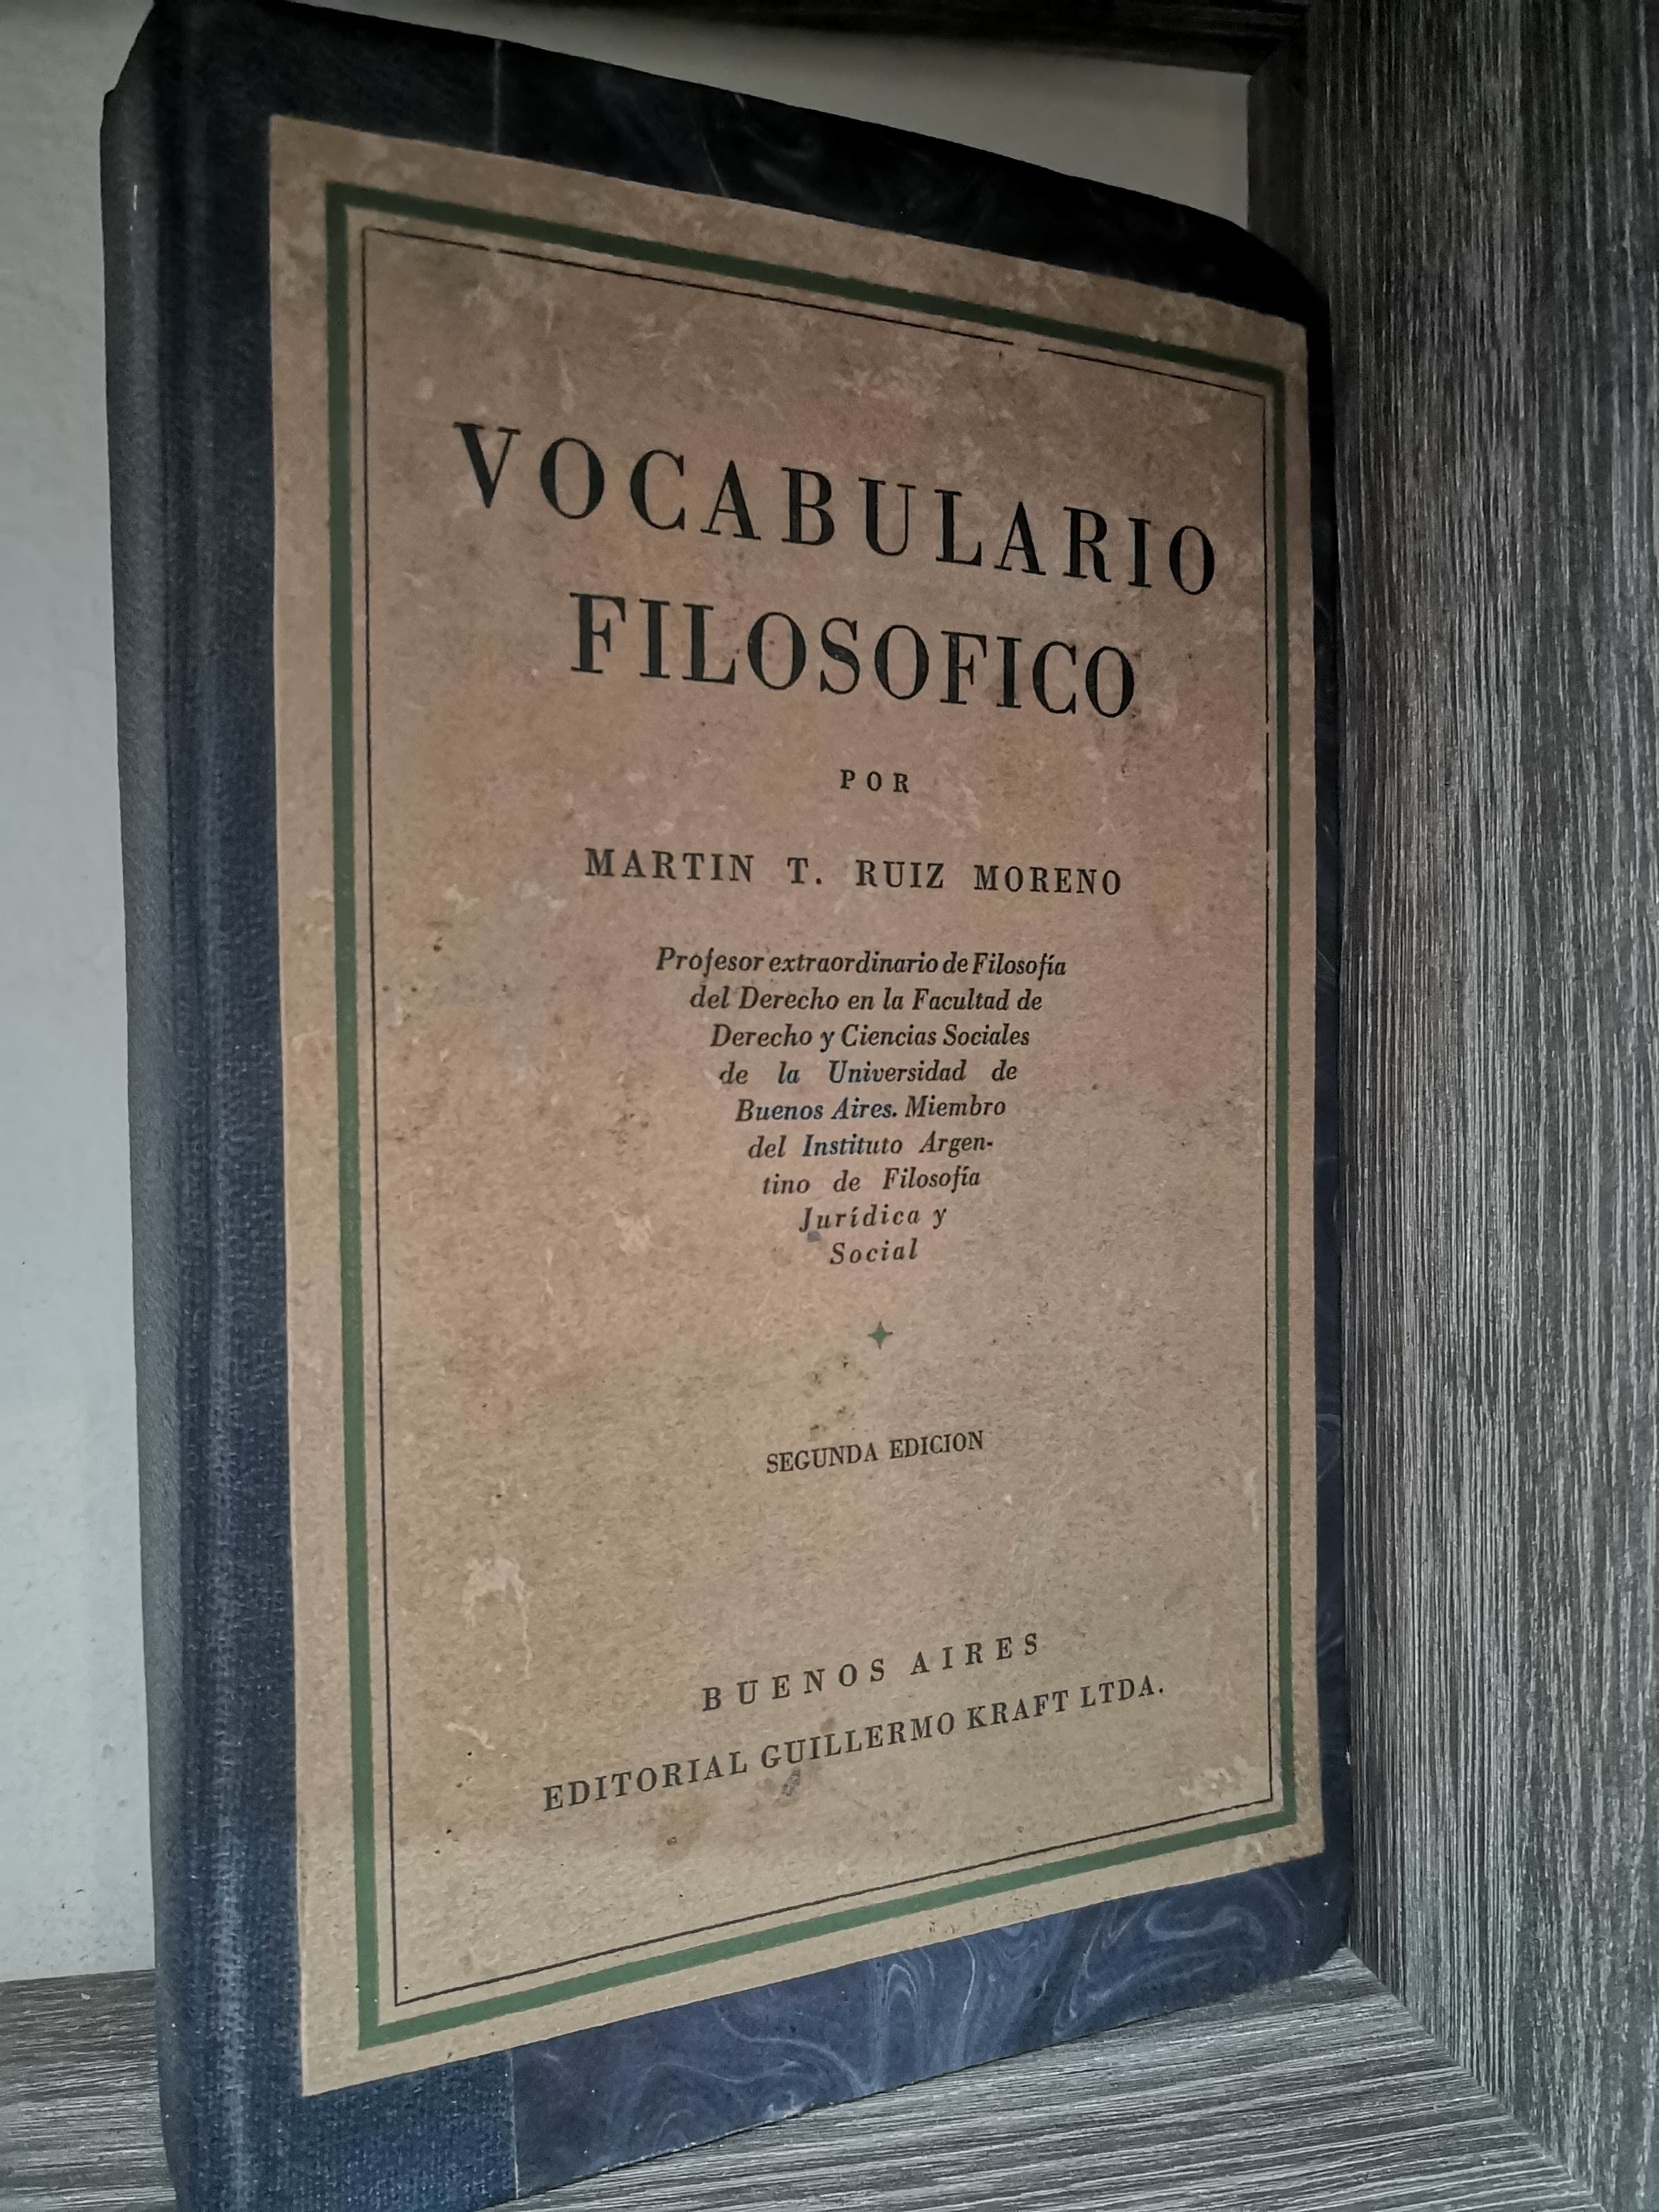 VOCABULARIO
FILOSOFICO
POR
MARTIN T. RUIZ MORENO
Profesor extraordinario de Filosofía
del Derecho en la Facultad de
Derecho y Ciencias Sociales
de la Universidad de
Buenos Aires. Miembro
del Instituto Argen-
tino de Filosofía
Jurídica y
Social
SEGUNDA EDICION
BUENOS AIRES
EDITORIAL GUILLERMO KRAFT LTDA.